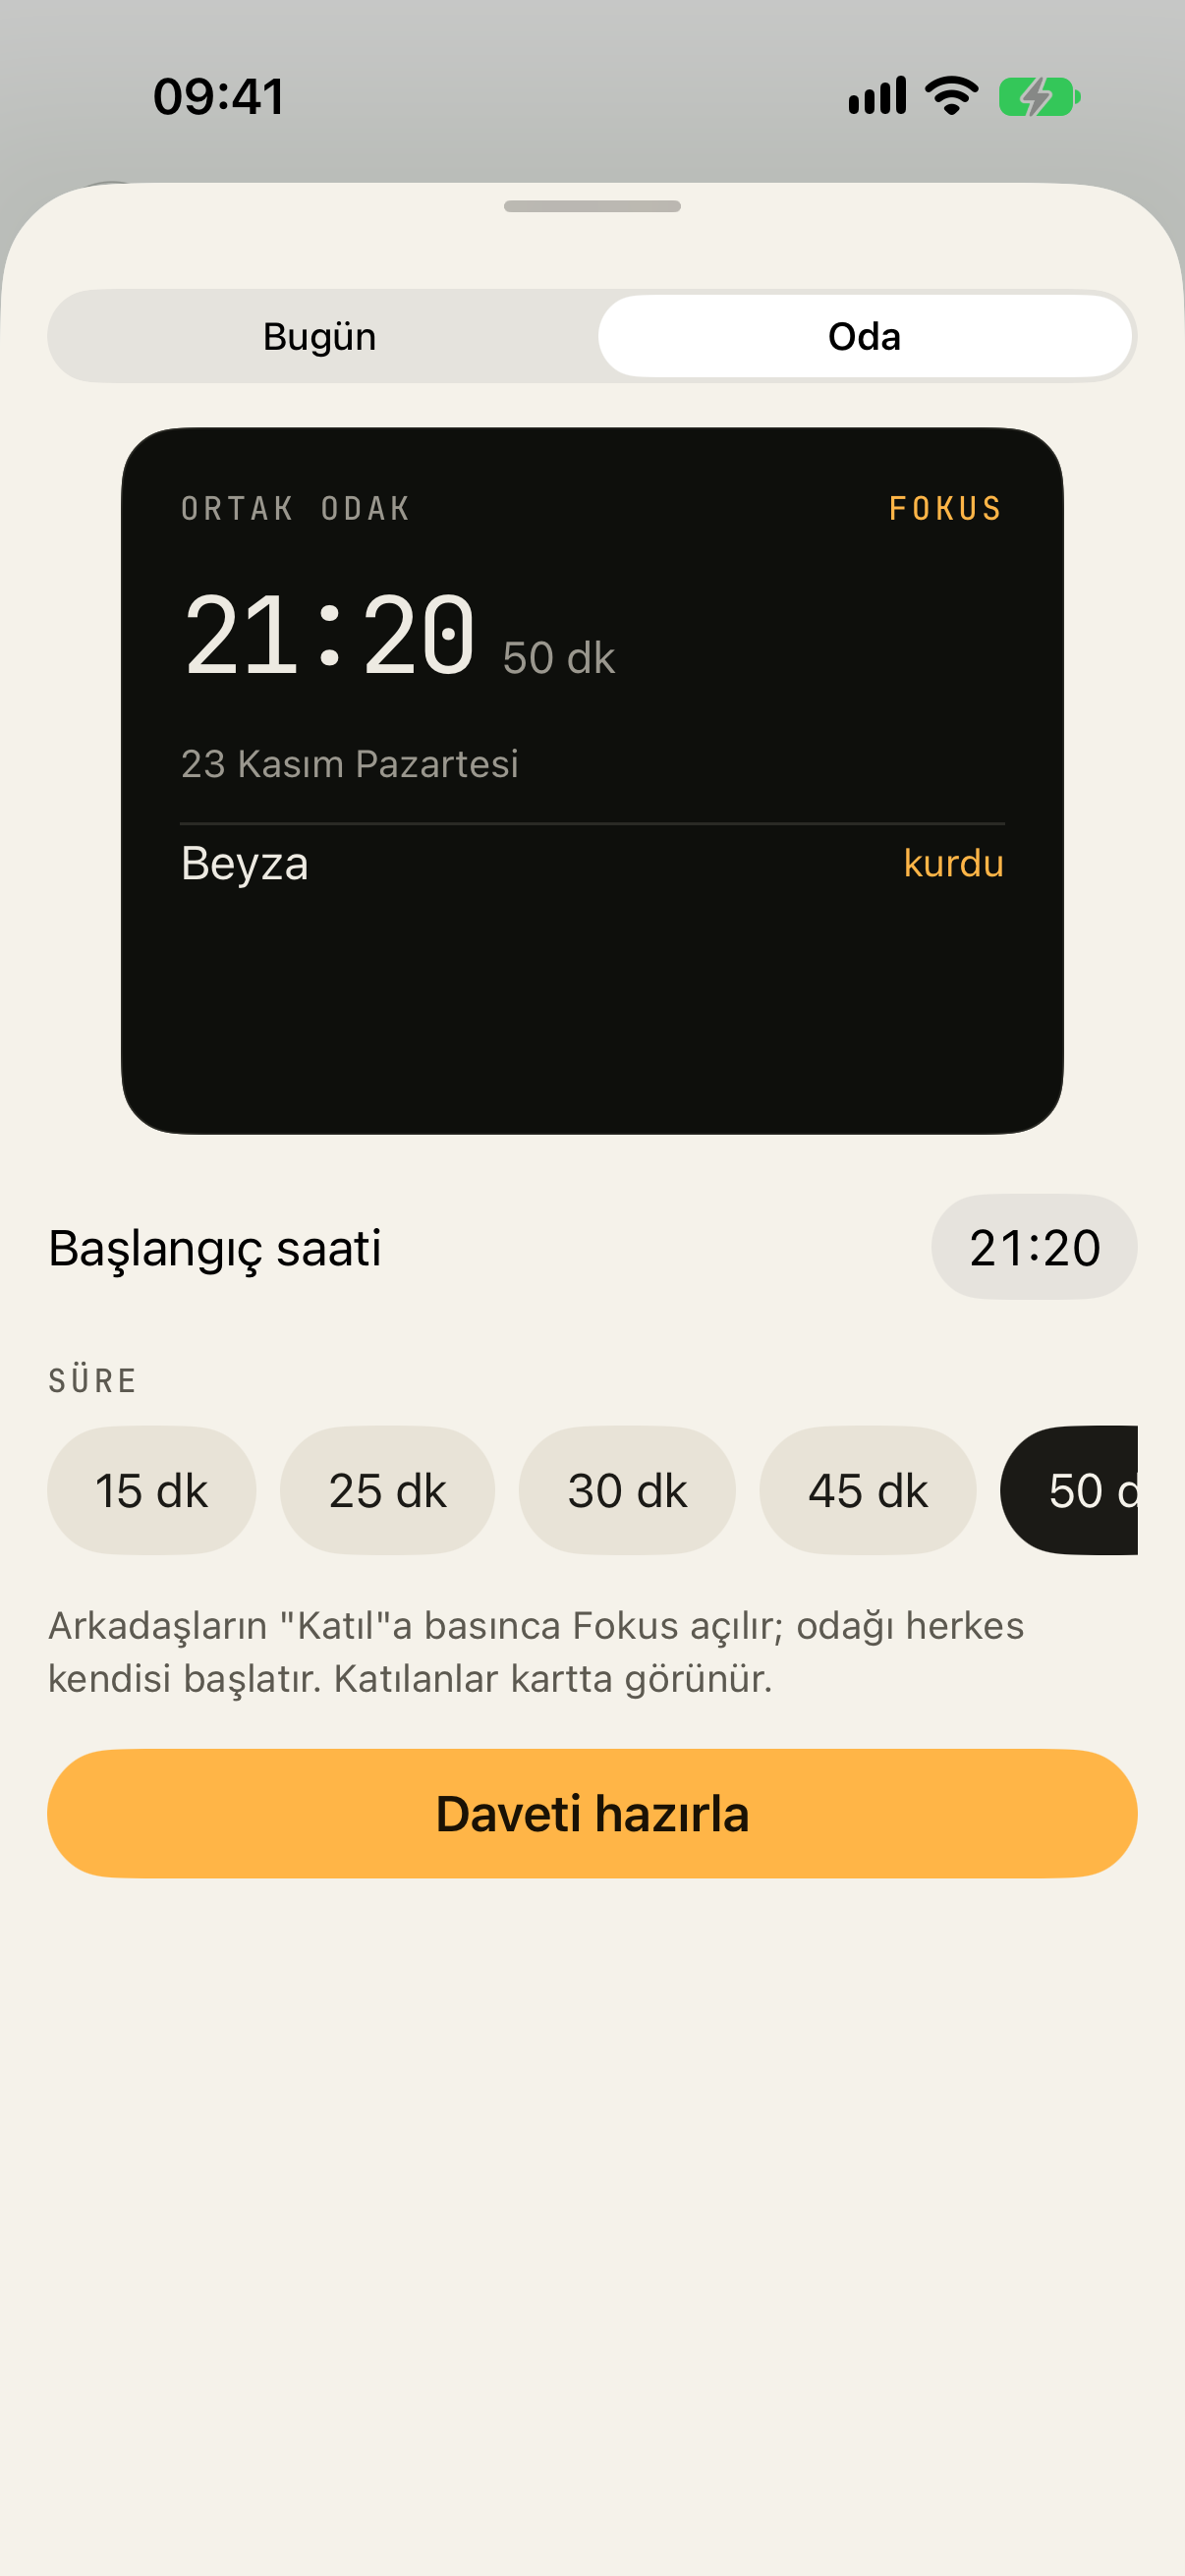 09:41
Bugün
Oda
ORTAK ODAK
FOKUS
21:20 50 dk
23 Kasım Pazartesi
Beyza
kurdu
Başlangıç saati
21:20
SÜRE
15 dk
25 dk
30 dk
45 dk
50 d
Arkadaşların "Katıl"a basınca Fokus açılır; odağı herkes
kendisi başlatır. Katılanlar kartta görünür.
Daveti hazırla